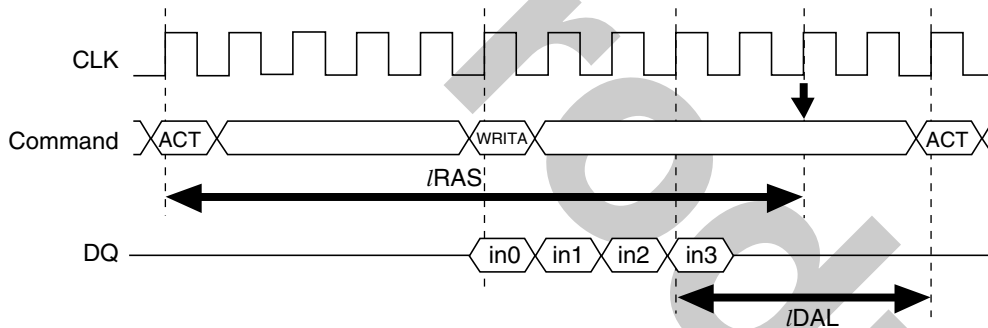 CLK
Command ACT WRITA ACT
lRAS
DQ in0 in1 in2 in3
lDAL